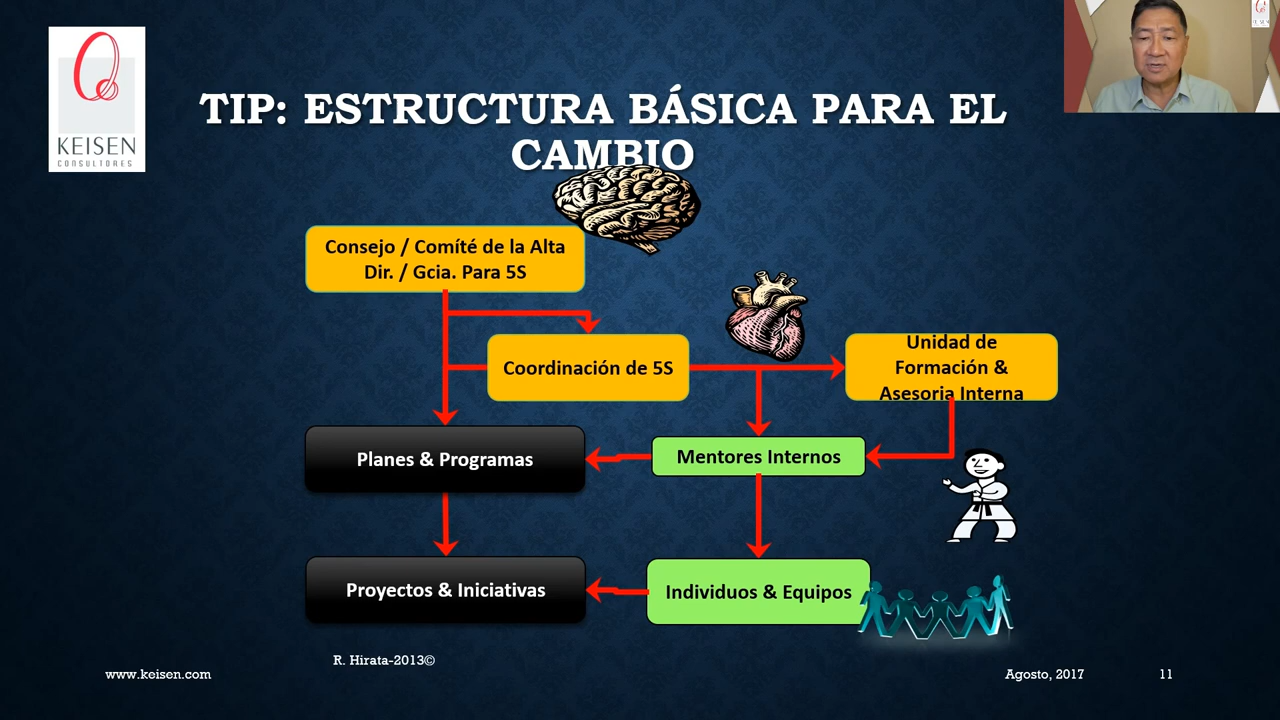 KEISEN
CONSULTORES
TIP: ESTRUCTURA BÁSICA PARA EL
CAMBIO
Consejo / Comíté de la Alta
Dir. / Gcia. Para 5S
Coordinación de 5S
Unidad de
Formación &
Asesoria Interna
Planes & Programas
Mentores Internos
Proyectos & Iniciativas
Individuos & Equipos
R. Hirata-2013©
www.keisen.com
Agosto, 2017
11